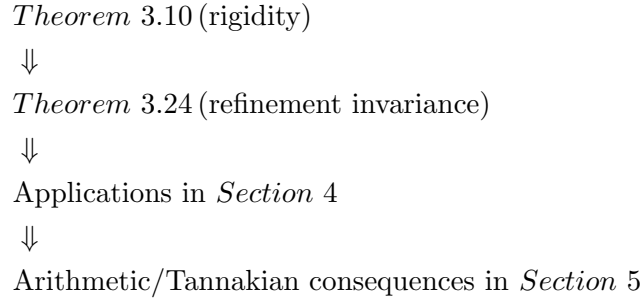 Theorem 3.10 (rigidity)
⇓
Theorem 3.24 (refinement invariance)
⇓
Applications in Section 4
⇓
Arithmetic/Tannakian consequences in Section 5